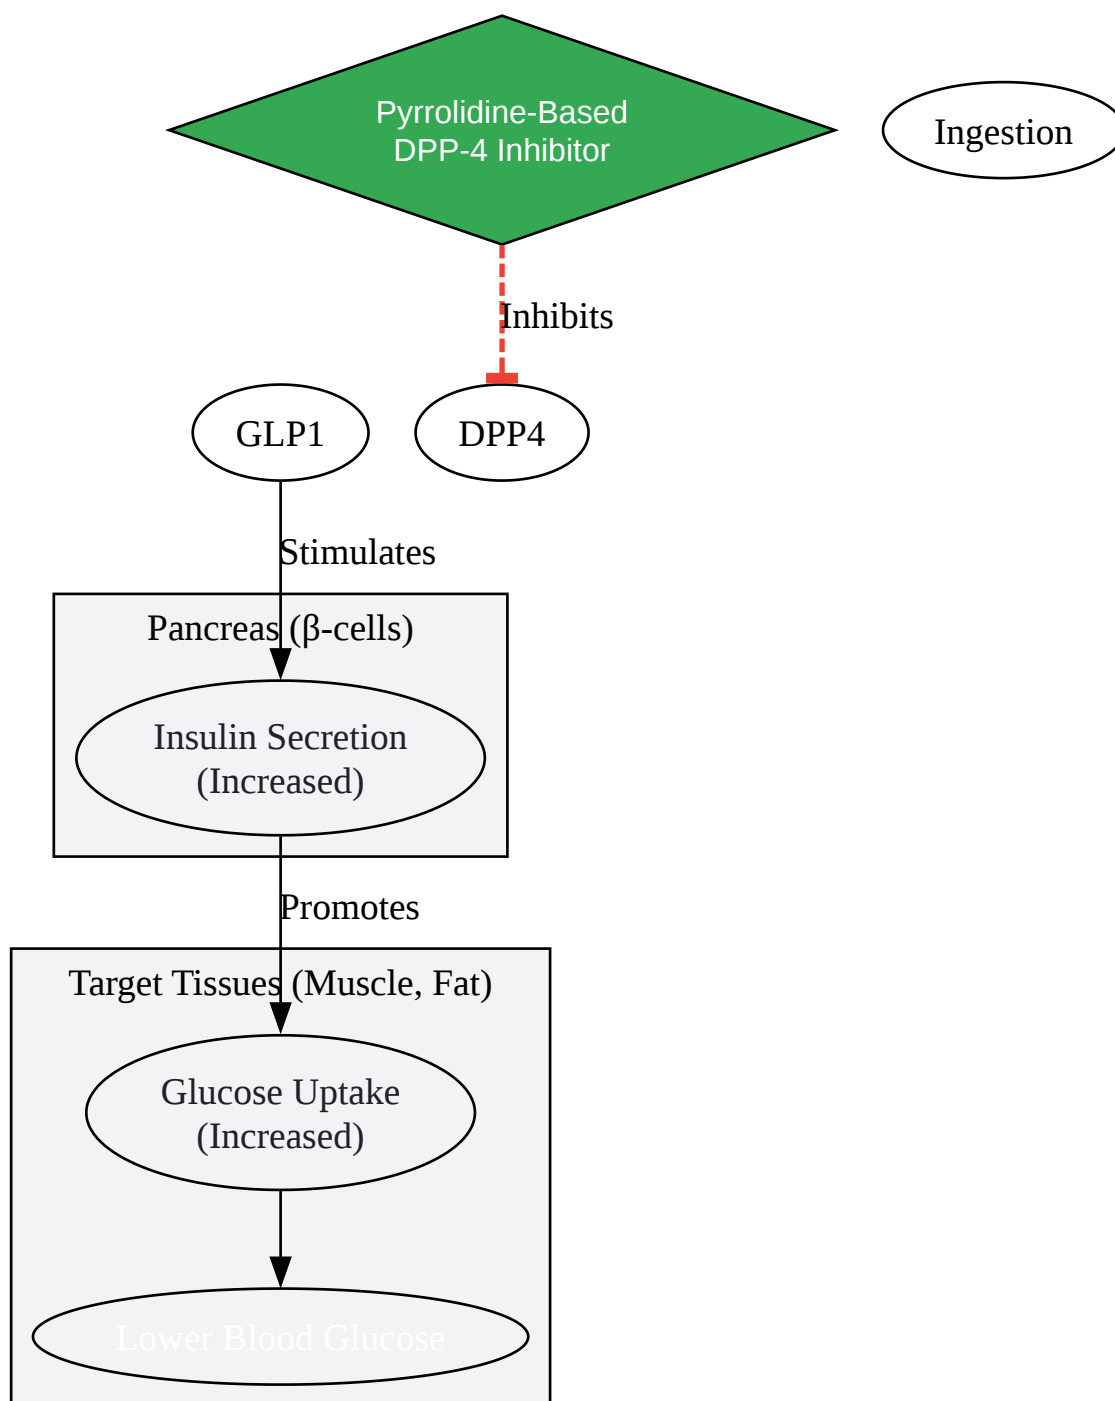 Pyrrolidine-Based
DPP-4 Inhibitor
Ingestion
Inhibits
GLP1
DPP4
Stimulates
Pancreas (β-cells)
Insulin Secretion
(Increased)
Promotes
Target Tissues (Muscle, Fat)
Glucose Uptake
(Increased)
Lower Blood Glucose